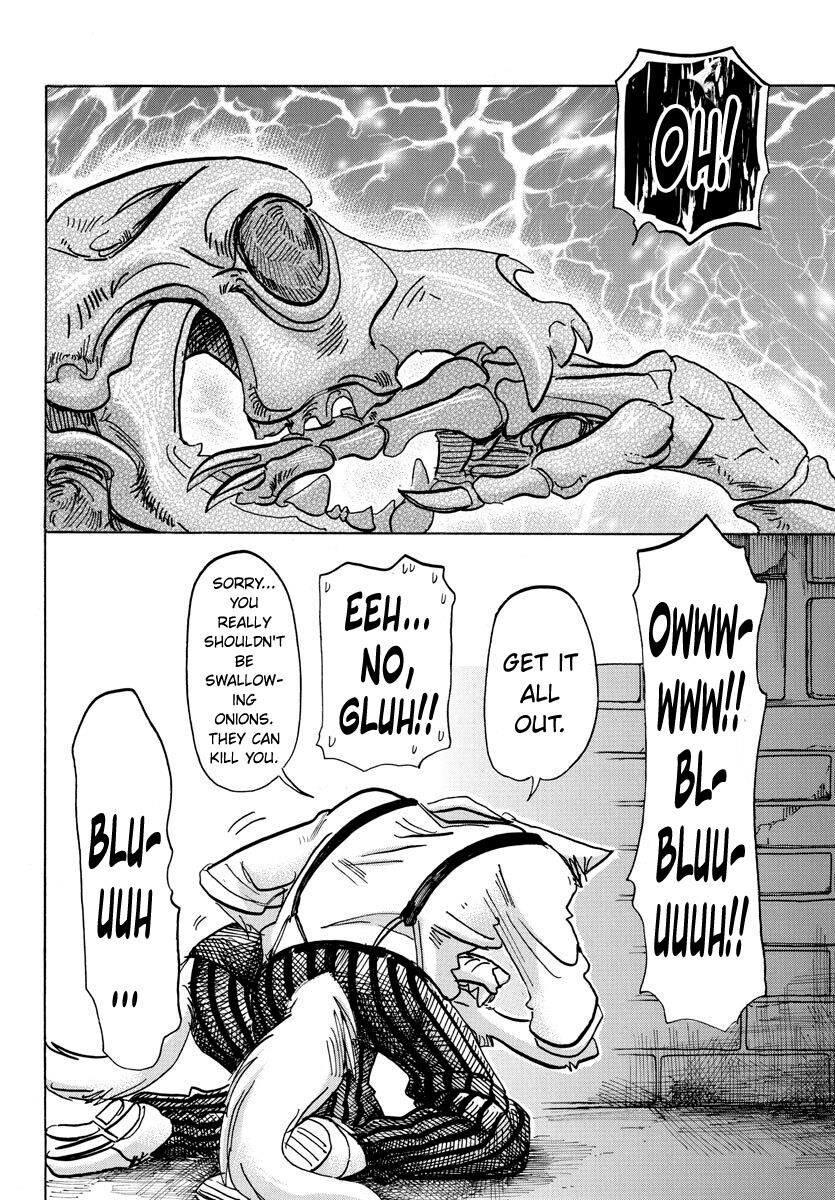 OH!
OWWW-
WWW!!
BL-
BLUU-
UUUH!!
GET IT
ALL
OUT.
EEH...
NO,
GLUH!!
SORRY...
YOU
REALLY
SHOULDN'T
BE
SWALLOW-
ING
ONIONS.
THEY CAN
KILL YOU.
BLU-
UUH
...